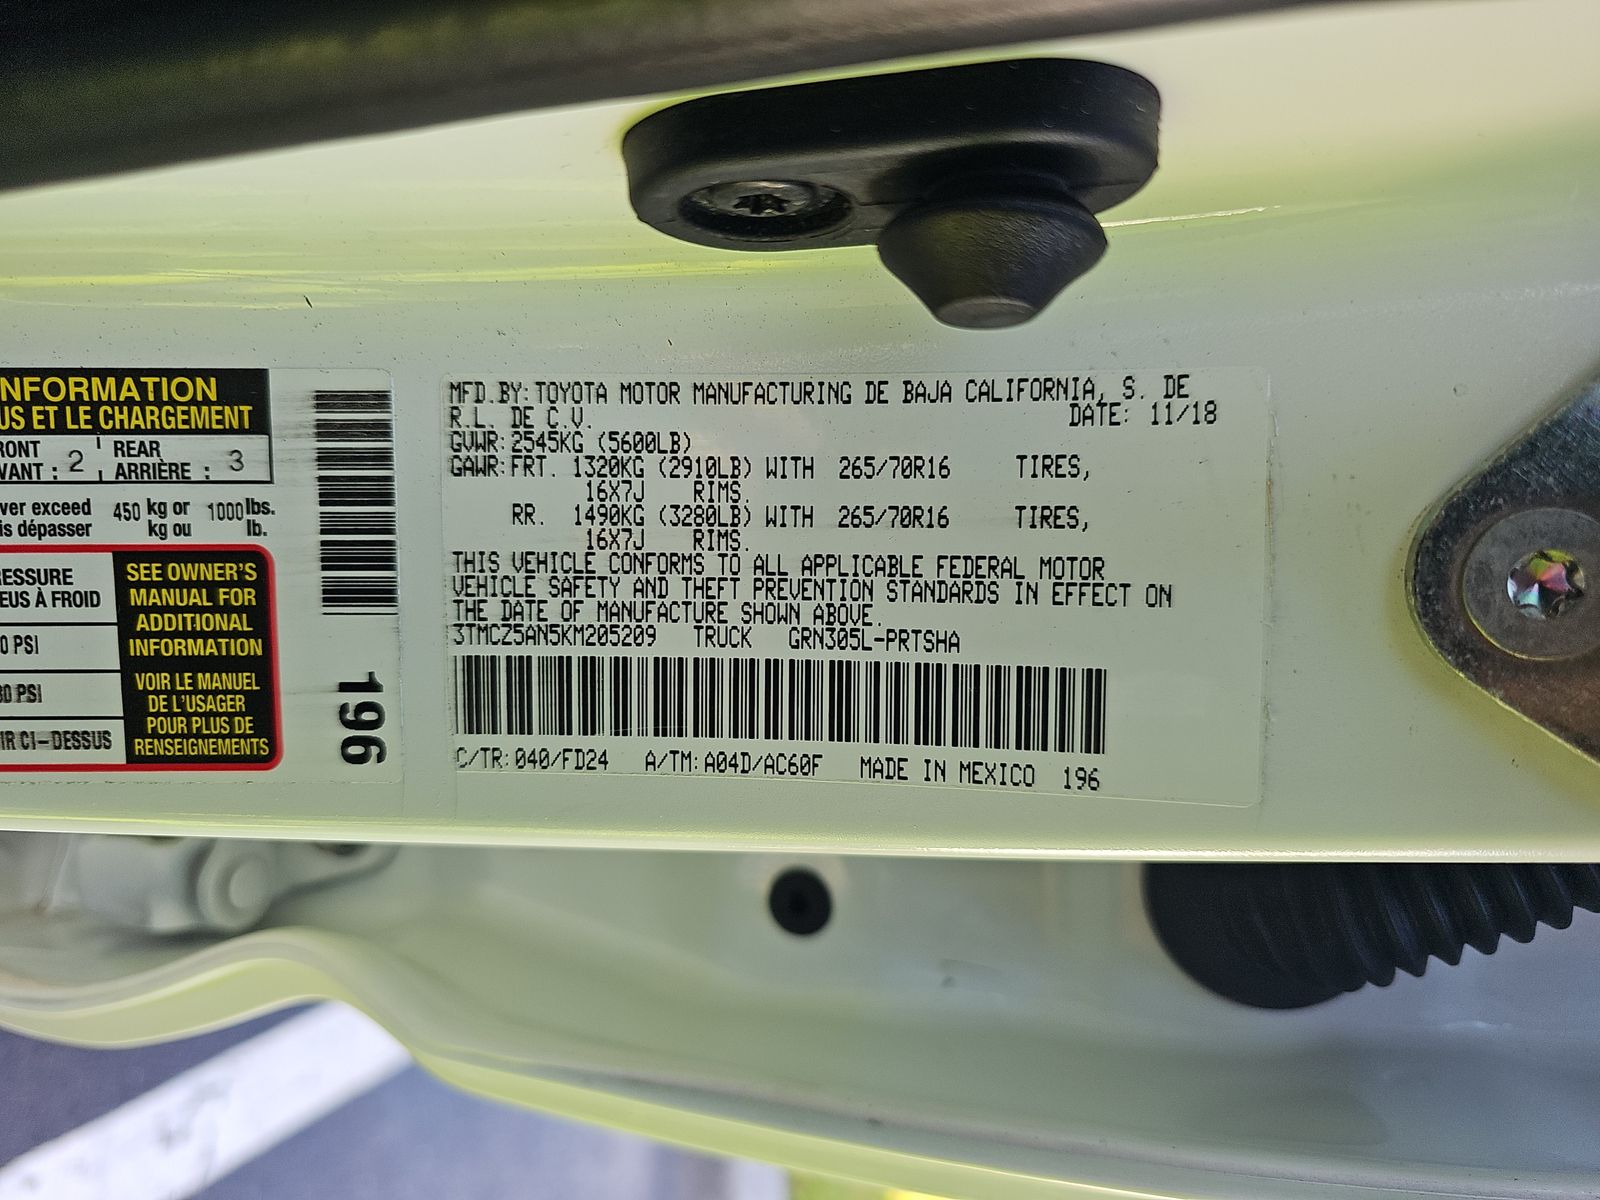 NFORMATION
US ET LE CHARGEMENT
RONT REAR
VANT : 2 ARRIÈRE : 3
ver exceed 450 kg or 1000 lbs.
is dépasser kg ou lb.
RESSURE
EUS À FROID
0 PSI
30 PSI
IR CI-DESSUS
SEE OWNER'S
MANUAL FOR
ADDITIONAL
INFORMATION
VOIR LE MANUEL
DE L'USAGER
POUR PLUS DE
RENSEIGNEMENTS
196
MFD.BY:TOYOTA MOTOR MANUFACTURING DE BAJA CALIFORNIA, S. DE
R.L. DE C.V. DATE: 11/18
GVWR:2545KG (5600LB)
GAWR:FRT. 1320KG (2910LB) WITH 265/70R16 TIRES,
16X7J RIMS.
RR. 1490KG (3280LB) WITH 265/70R16 TIRES,
16X7J RIMS.
THIS VEHICLE CONFORMS TO ALL APPLICABLE FEDERAL MOTOR
VEHICLE SAFETY AND THEFT PREVENTION STANDARDS IN EFFECT ON
THE DATE OF MANUFACTURE SHOWN ABOVE.
3TMCZ5AN5KM205209 TRUCK GRN305L-PRTSHA
C/TR:040/FD24 A/TM:A04D/AC60F MADE IN MEXICO 196